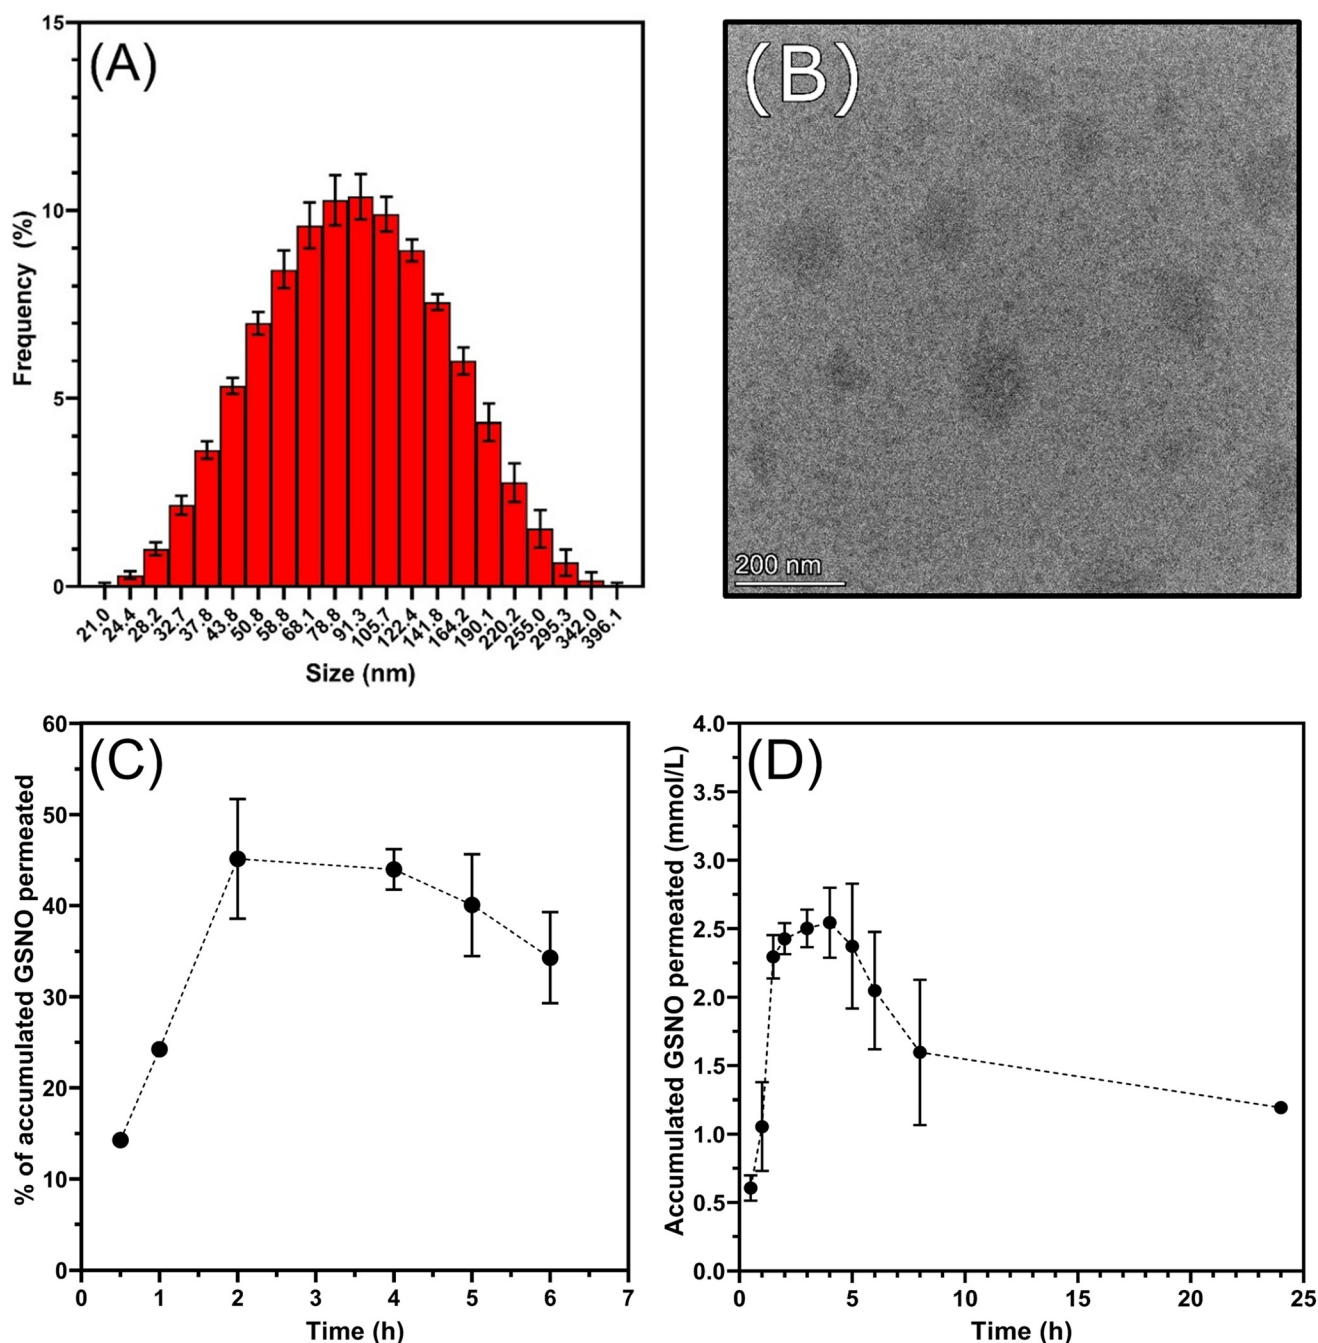 (A)
15
10
5
0
Frequency (%)
21.0 24.4 28.2 32.7 37.8 43.8 50.8 58.8 68.1 78.8 91.3 105.7 122.4 141.8 164.2 190.1 220.2 255.0 295.3 342.0 396.1
Size (nm)
(B)
200 nm
(C)
60
50
40
30
20
10
0
% of accumulated GSNO permeated
0 1 2 3 4 5 6 7
Time (h)
(D)
4.0
3.5
3.0
2.5
2.0
1.5
1.0
0.5
0.0
Accumulated GSNO permeated (mmol/L)
0 5 10 15 20 25
Time (h)